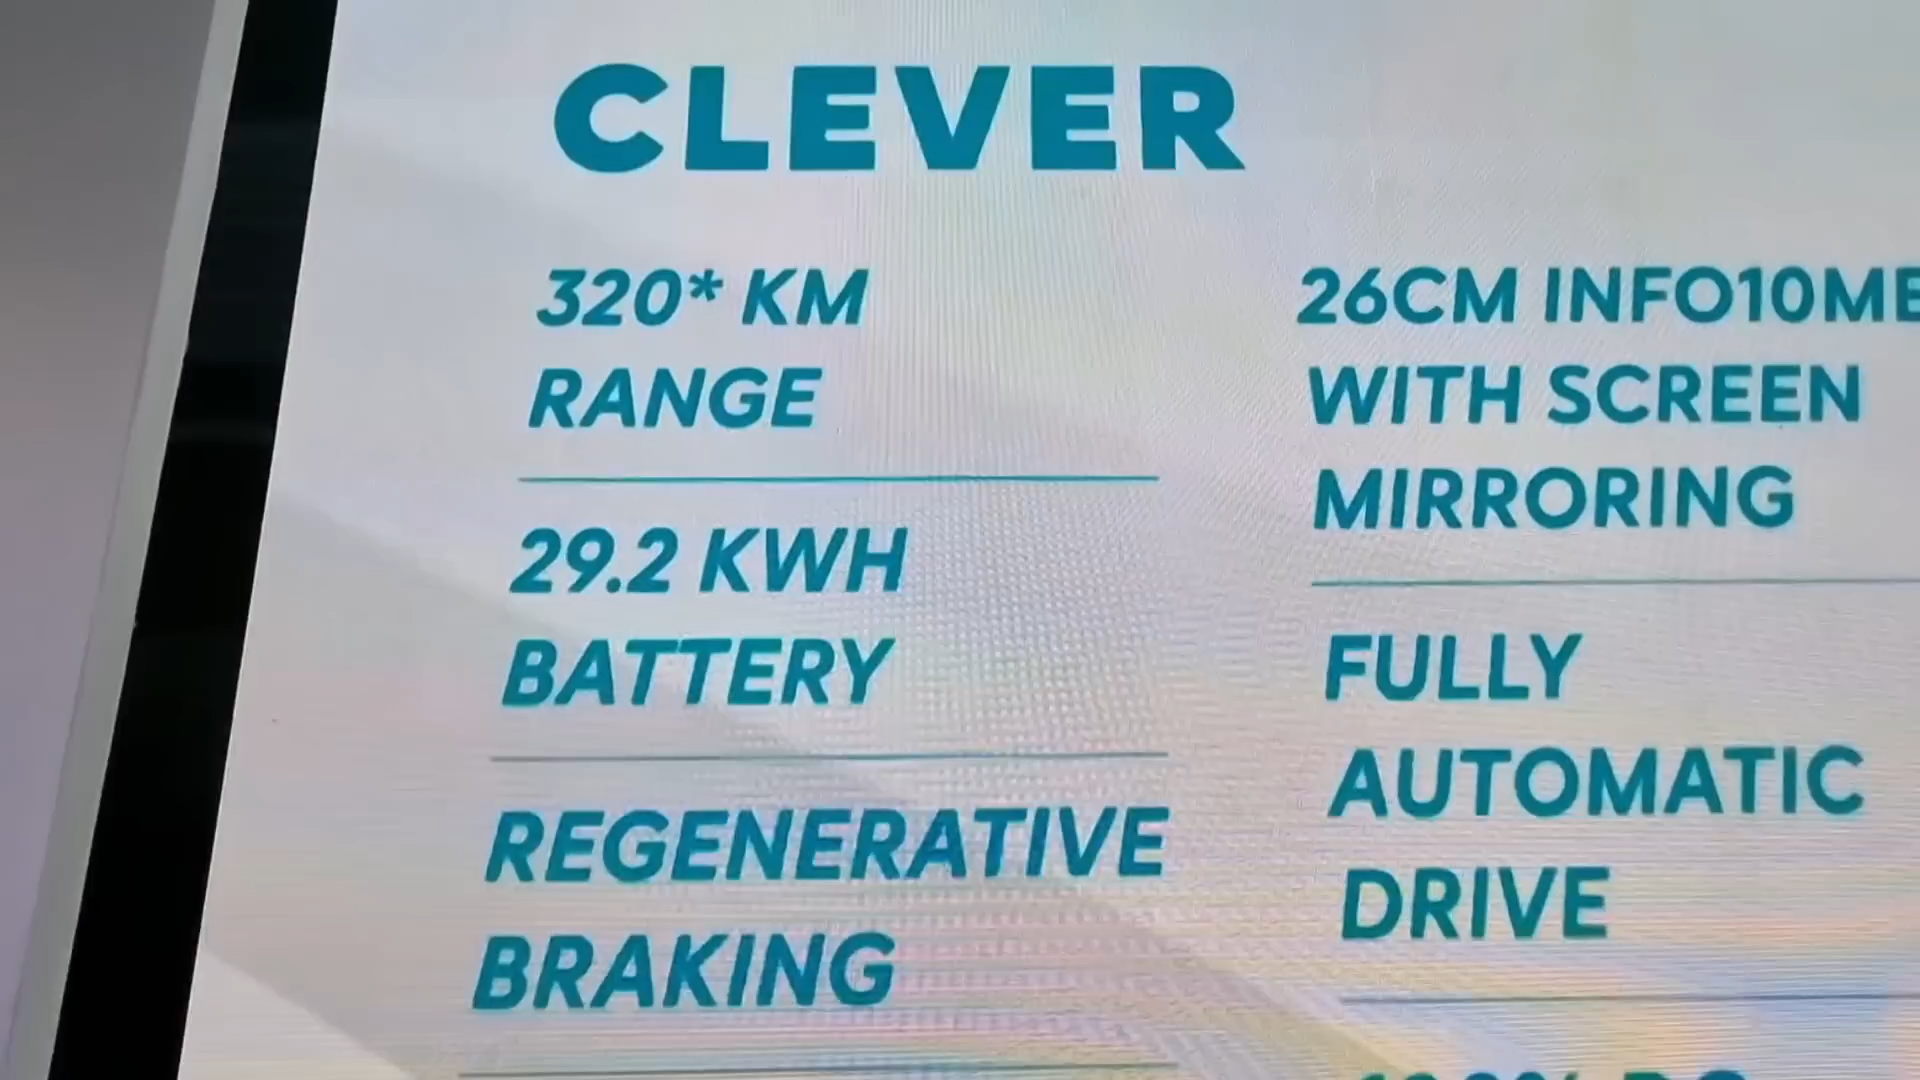 CLEVER
320* KM
RANGE
29.2 KWH
BATTERY
REGENERATIVE
BRAKING
26CM INFO10ME
WITH SCREEN
MIRRORING
FULLY
AUTOMATIC
DRIVE